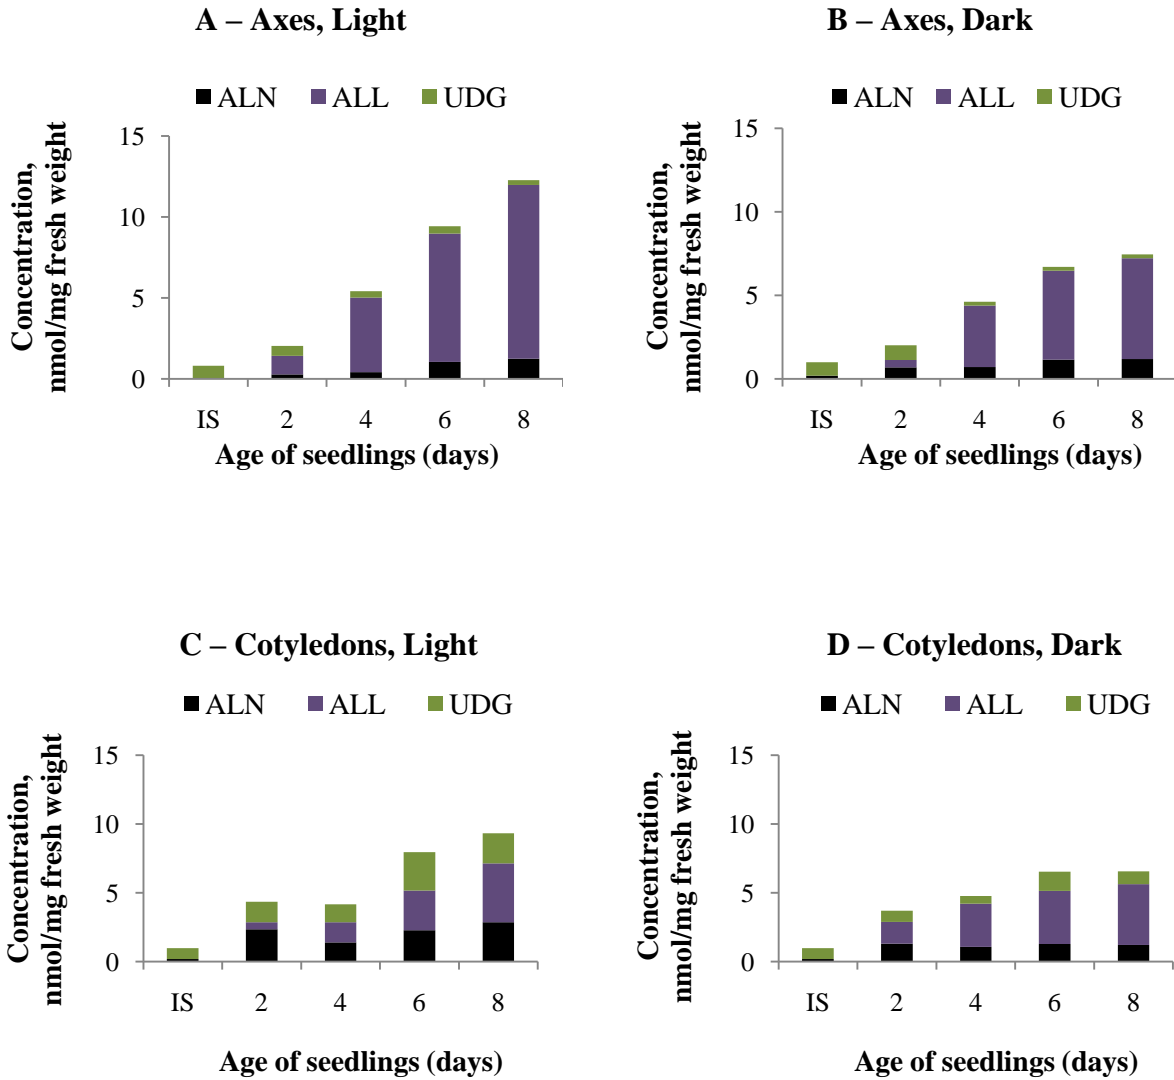 A – Axes, Light
ALN ALL UDG
Concentration,
nmol/mg fresh weight
15
10
5
0
IS 2 4 6 8
Age of seedlings (days)
B – Axes, Dark
ALN ALL UDG
Concentration,
nmol/mg fresh weight
15
10
5
0
IS 2 4 6 8
Age of seedlings (days)
C – Cotyledons, Light
ALN ALL UDG
Concentration,
nmol/mg fresh weight
15
10
5
0
IS 2 4 6 8
Age of seedlings (days)
D – Cotyledons, Dark
ALN ALL UDG
Concentration,
nmol/mg fresh weight
15
10
5
0
IS 2 4 6 8
Age of seedlings (days)